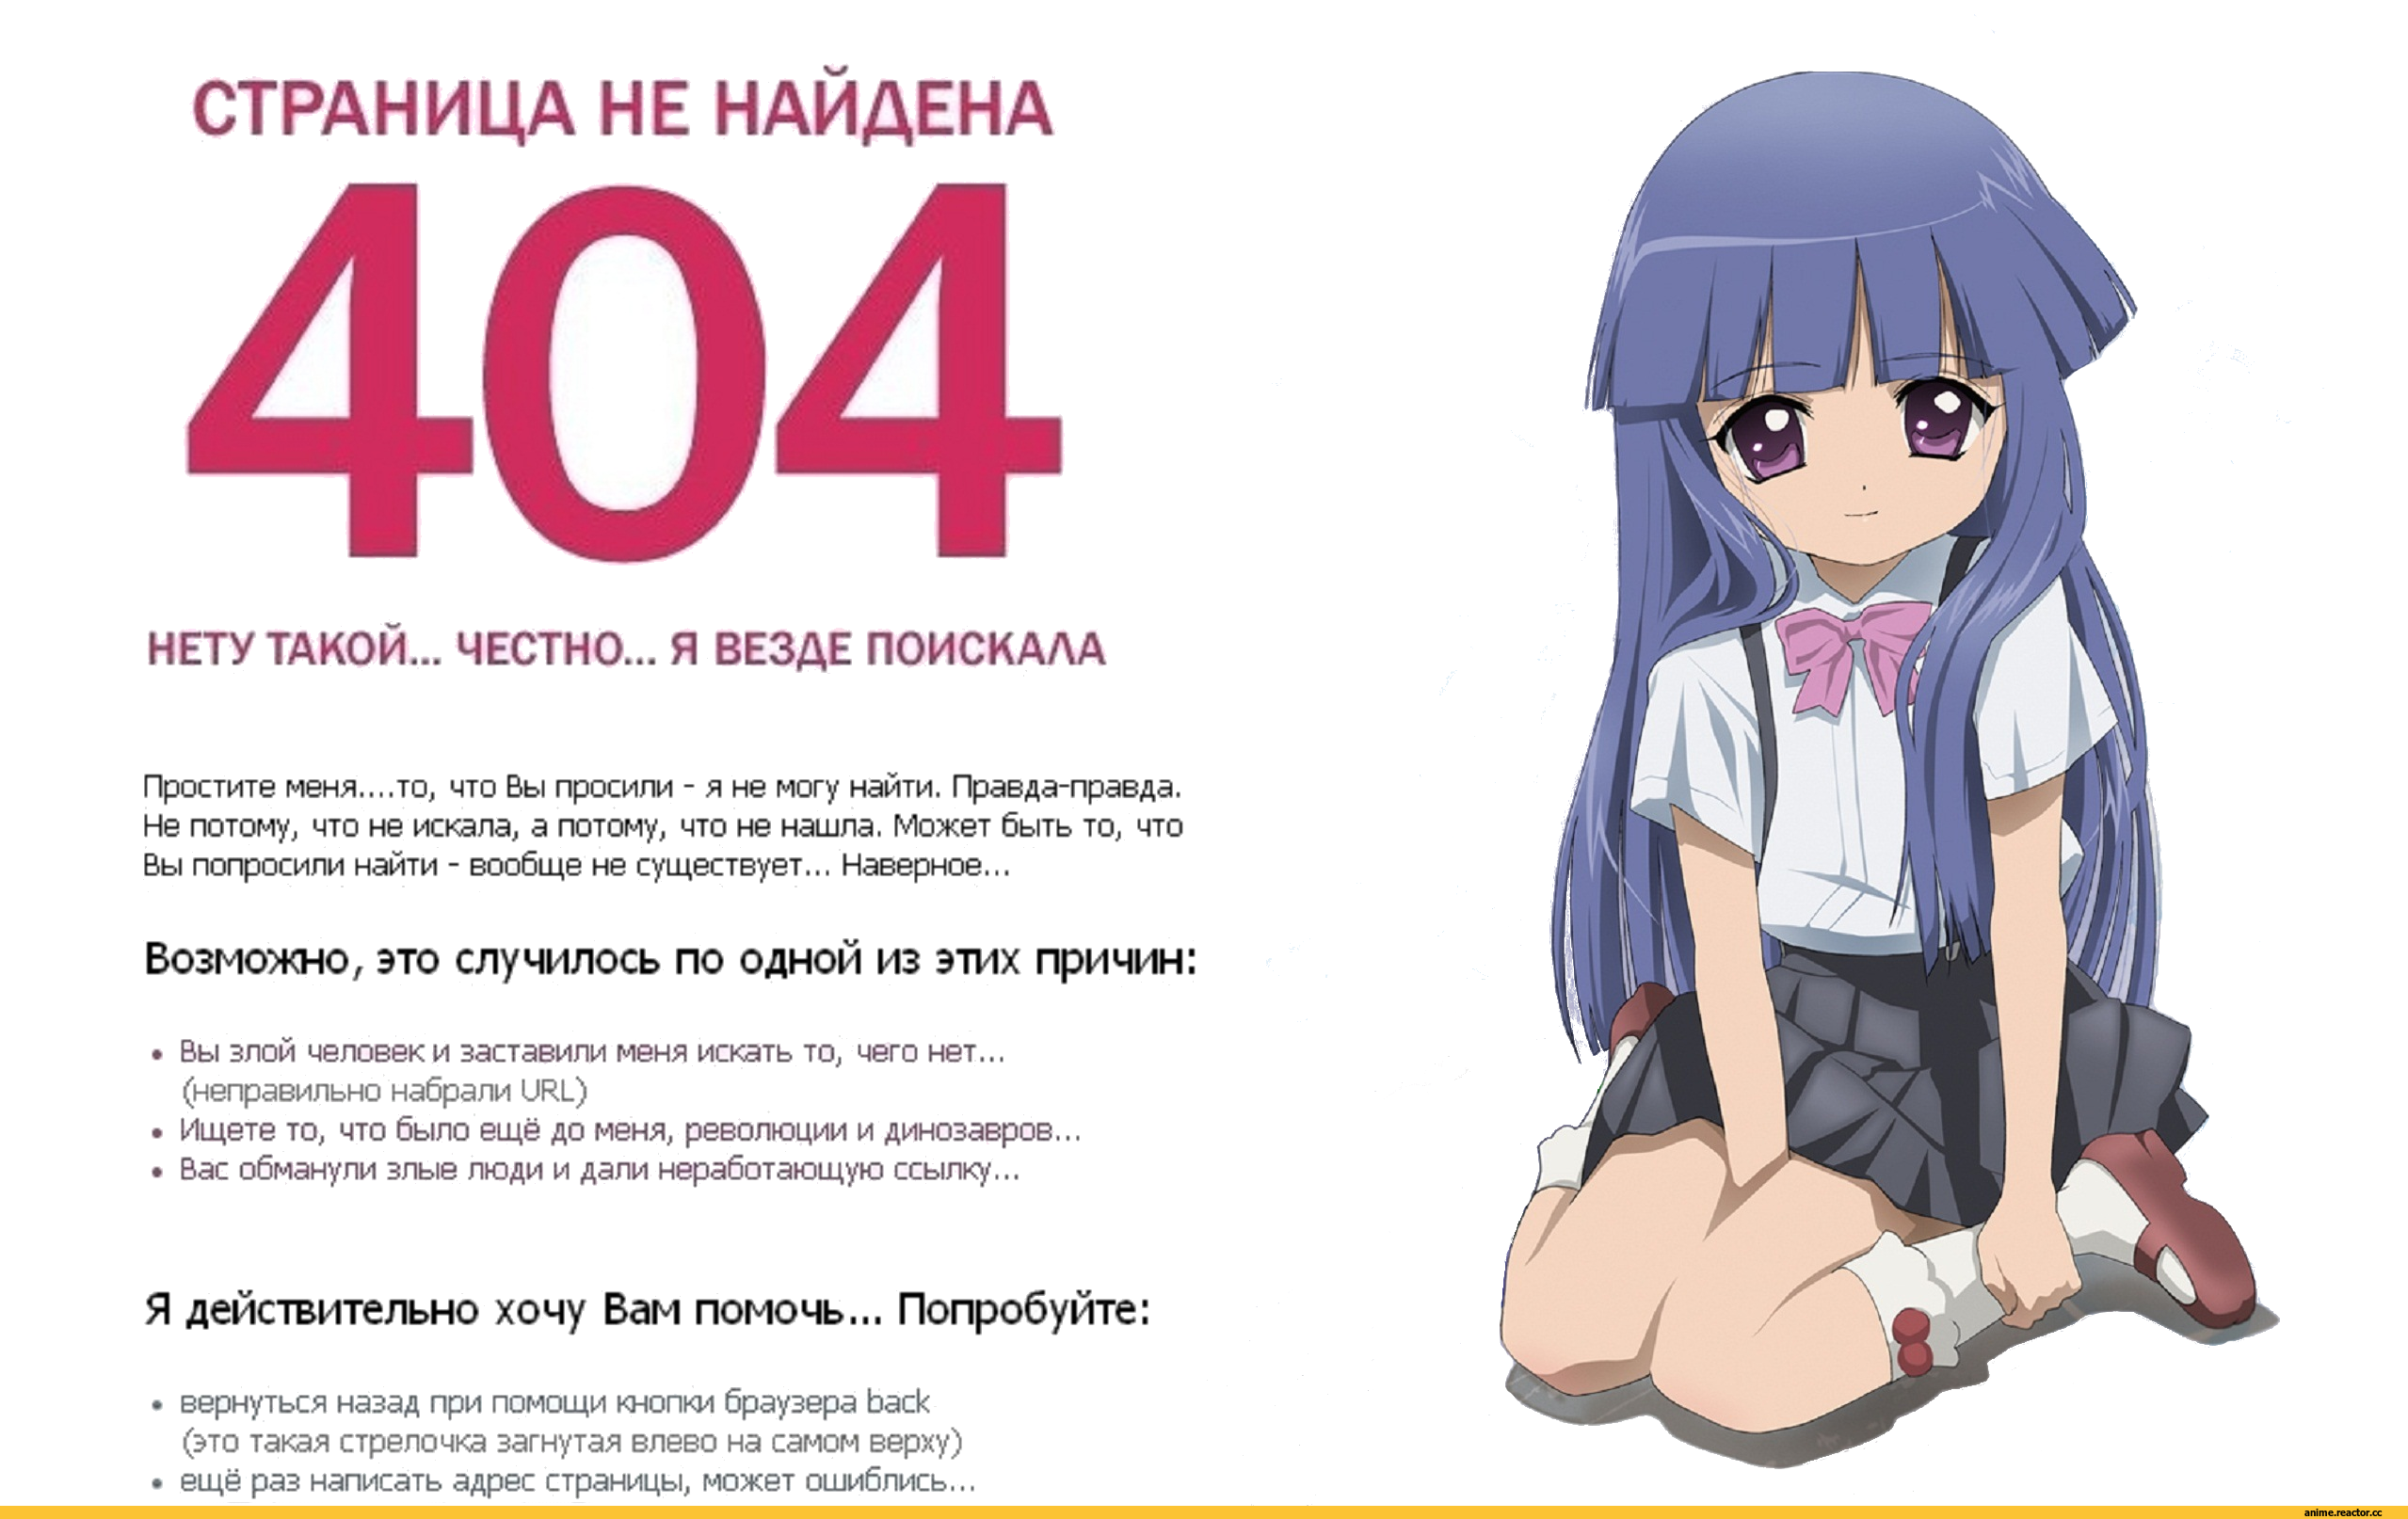 СТРАНИЦА НЕ НАЙДЕНА
404
НЕТУ ТАКОЙ... ЧЕСТНО... Я ВЕЗДЕ ПОИСКАЛА
Простите меня....то, что Вы просили - я не могу найти. Правда-правда.
Не потому, что не искала, а потому, что не нашла. Может быть то, что
Вы попросили найти - вообще не существует... Наверное...
Возможно, это случилось по одной из этих причин:
• Вы злой человек и заставили меня искать то, чего нет...
(неправильно набрали URL)
• Ищете то, что было ещё до меня, революции и динозавров...
• Вас обманули злые люди и дали неработающую ссылку...
Я действительно хочу Вам помочь... Попробуйте:
• вернуться назад при помощи кнопки браузера back
(это такая стрелочка загнутая влево на самом верху)
• ещё раз написать адрес страницы, может ошиблись...
anime.reactor.cc